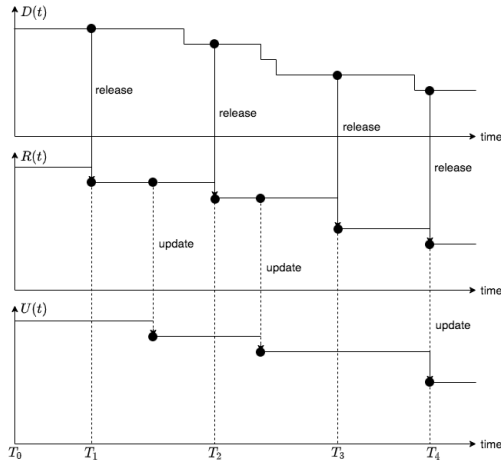 D(t)
release
release
release
release
time
R(t)
update
update
time
U(t)
update
time
T₀ T₁ T₂ T₃ T₄